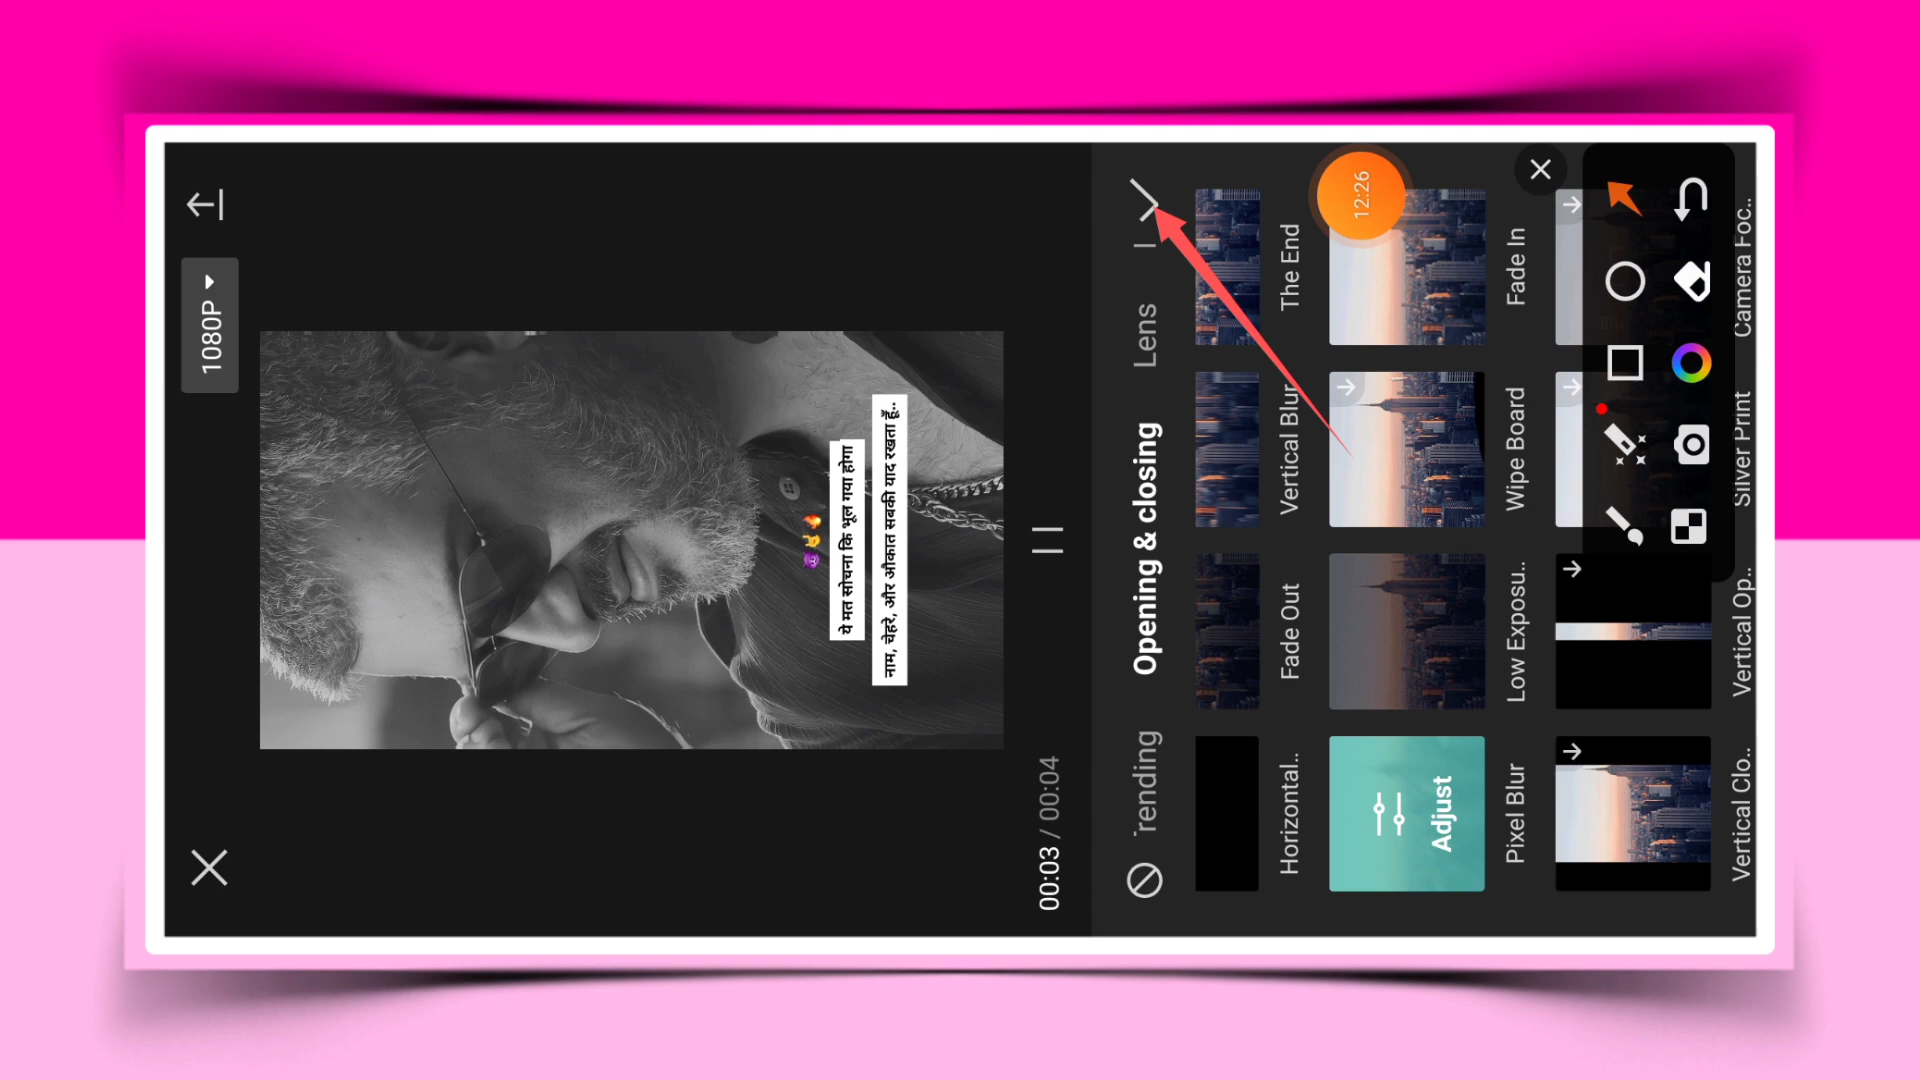 1080P
😈🤘🔥
ये मत सोचना कि भूल गया होगा
नाम, चेहरे, और औकात सबकी याद रखता हूँ..
00:03 / 00:04
Trending
Opening & closing
Lens
Horizontal..
Fade Out
Vertical Blur
The End
Adjust
Pixel Blur
Low Exposu..
Wipe Board
Fade In
12:26
Vertical Clo..
Vertical Op..
Silver Print
Camera Foc..